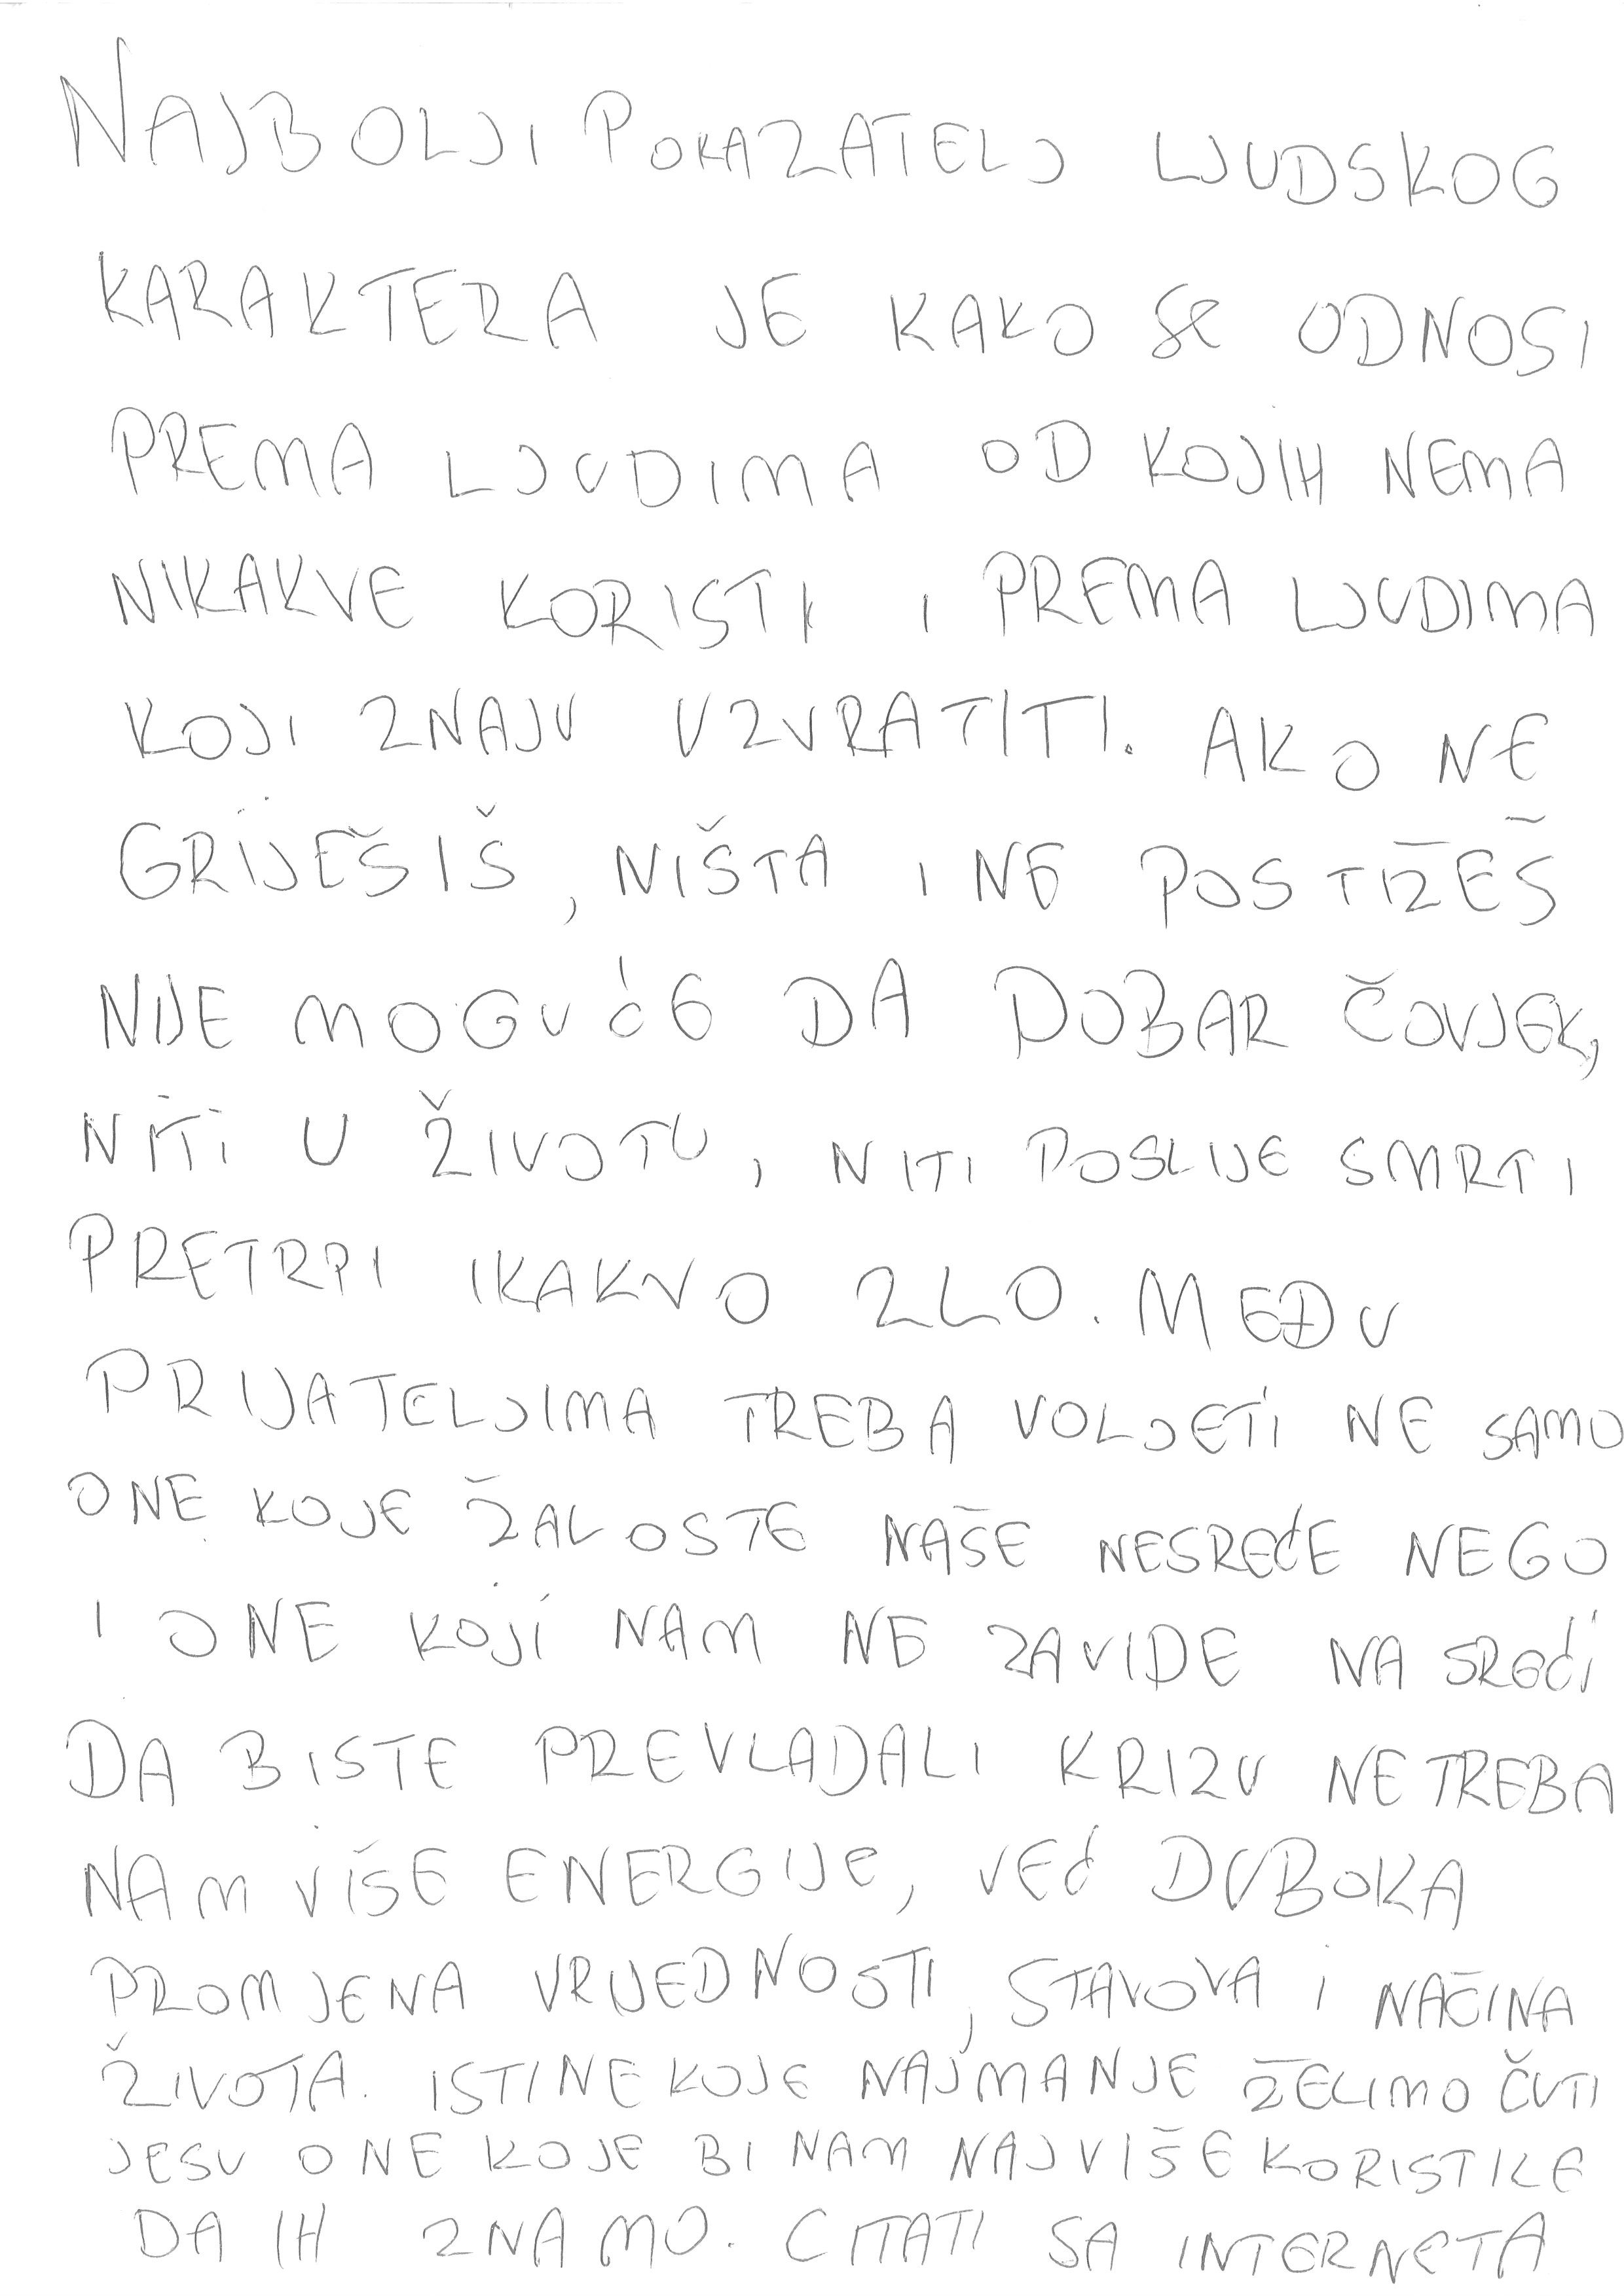 NAJBOLJI POKAZATELJ LJUDSKOG
KARAKTERA JE KAKO SE ODNOSI
PREMA LJUDIMA OD KOJIH NEMA
NIKAKVE KORISTI I PREMA LJUDIMA
KOJI ZNAJU UZVRATITI. AKO NE
GRIJEŠIŠ, NIŠTA I NE POSTIŽEŠ
NIJE MOGUĆE DA DOBAR ČOVJEK,
NITI U ŽIVOTU, NITI POSLIJE SMRTI
PRETRPI IKAKVO ZLO. MEĐU
PRIJATELJIMA TREBA VOLJETI NE SAMO
ONE KOJE ŽALOSTE NAŠE NESREĆE NEGO
I ONE KOJI NAM NE ZAVIDE NA SREĆI
DA BISTE PREVLADALI KRIZU NE TREBA
NAM VIŠE ENERGIJE, VEĆ DUBOKA
PROMJENA VRIJEDNOSTI, STAVOVA I NAČINA
ŽIVOTA. ISTINE KOJE NAJMANJE ŽELIMO ČUTI
JESU ONE KOJE BI NAM NAJVIŠE KORISTILE
DA IH ZNAMO. CITATI SA INTERNETA